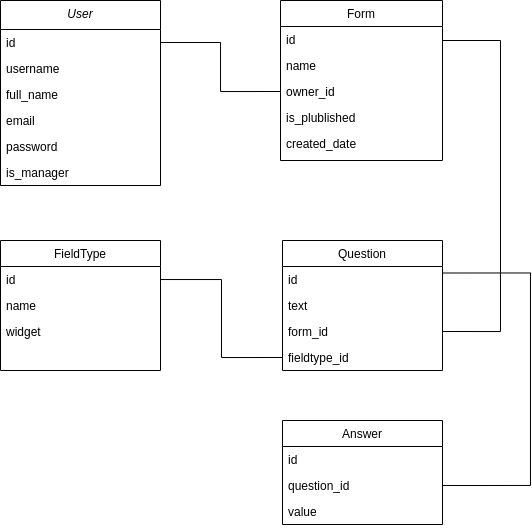 User
id
username
full_name
email
password
is_manager
Form
id
name
owner_id
is_plublished
created_date
FieldType
id
name
widget
Question
id
text
form_id
fieldtype_id
Answer
id
question_id
value